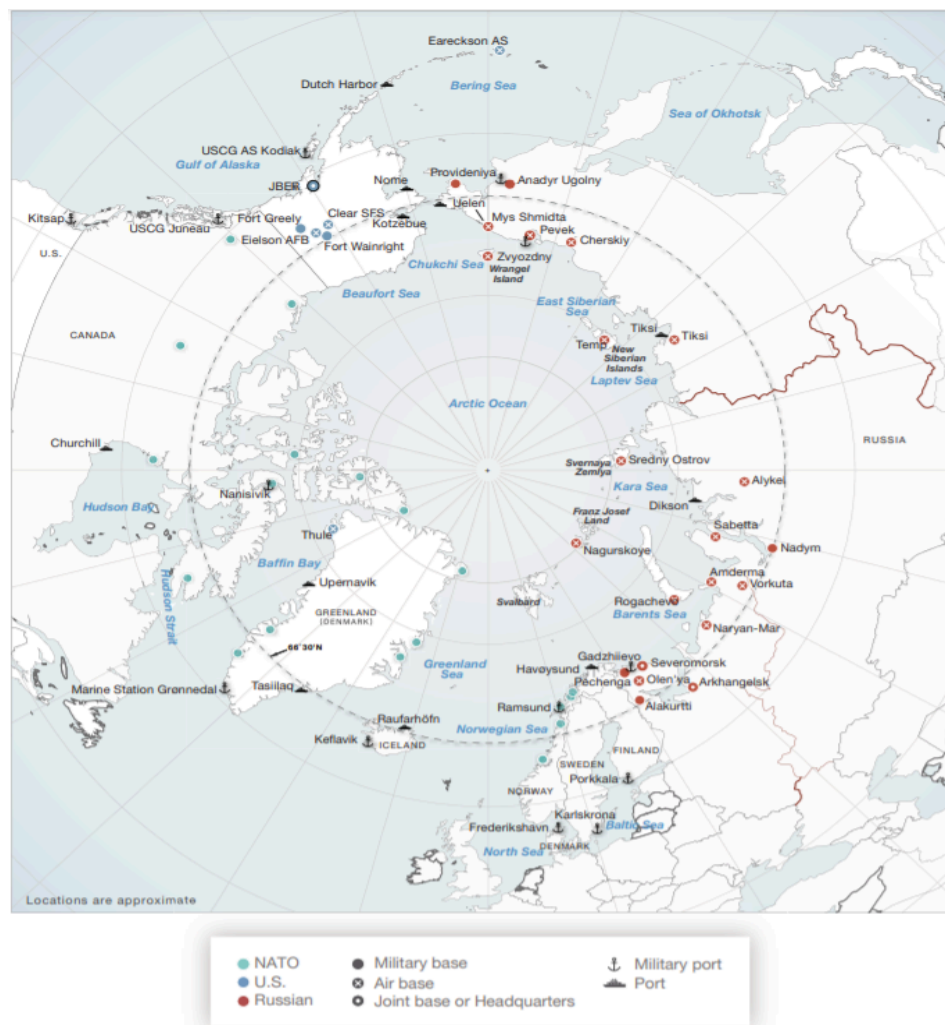 Eareckson AS
Dutch Harbor
Bering Sea
Sea of Okhotsk
USCG AS Kodiak
Gulf of Alaska
JBER
Nome
Provideniya
Anadyr Ugolny
Uelen
Kitsap
USCG Juneau
Fort Greely
Clear SFS
Kotzebue
Mys Shmidta
Pevek
Cherskiy
U.S.
Eielson AFB
Fort Wainright
Chukchi Sea
Zvyozdny
Wrangel
Island
Beaufort Sea
East Siberian
Sea
CANADA
Temp
New
Siberian
Islands
Tiksi
Tiksi
Laptev Sea
Arctic Ocean
Churchill
RUSSIA
Svernaya
Zemlya
Sredny Ostrov
Kara Sea
Alykel
Nanisivik
Hudson Bay
Dikson
Franz Josef
Land
Sabetta
Thule
Nagurskoye
Nadym
Baffin Bay
Upernavik
Amderma
Vorkuta
Hudson Strait
GREENLAND
(DENMARK)
Svalbard
Rogachevo
Barents Sea
Naryan-Mar
66°30'N
Greenland
Sea
Gadzhiievo
Havøysund
Severomorsk
Pechenga
Olen'ya
Arkhangelsk
Marine Station Grønnedal
Tasiilaq
Ramsund
Alakurtti
Raufarhöfn
Norwegian Sea
Keflavik
ICELAND
FINLAND
SWEDEN
Porkkala
NORWAY
Karlskrona
Frederikshavn
Baltic Sea
North Sea
DENMARK
Locations are approximate
NATO
U.S.
Russian
Military base
Air base
Joint base or Headquarters
Military port
Port